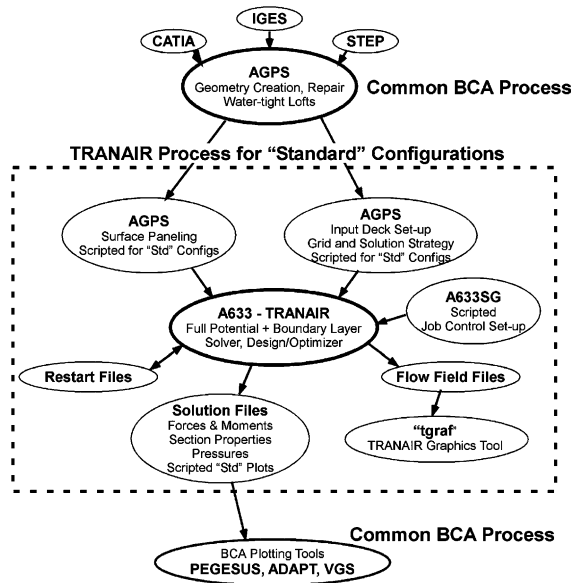 IGES
CATIA
STEP
AGPS
Geometry Creation, Repair
Water-tight Lofts
Common BCA Process
TRANAIR Process for “Standard” Configurations
AGPS
Surface Paneling
Scripted for “Std” Configs
AGPS
Input Deck Set-up
Grid and Solution Strategy
Scripted for “Std” Configs
A633 - TRANAIR
Full Potential + Boundary Layer
Solver, Design/Optimizer
A633SG
Scripted
Job Control Set-up
Restart Files
Flow Field Files
Solution Files
Forces & Moments
Section Properties
Pressures
Scripted “Std” Plots
“tgraf“
TRANAIR Graphics Tool
Common BCA Process
BCA Plotting Tools
PEGESUS, ADAPT, VGS